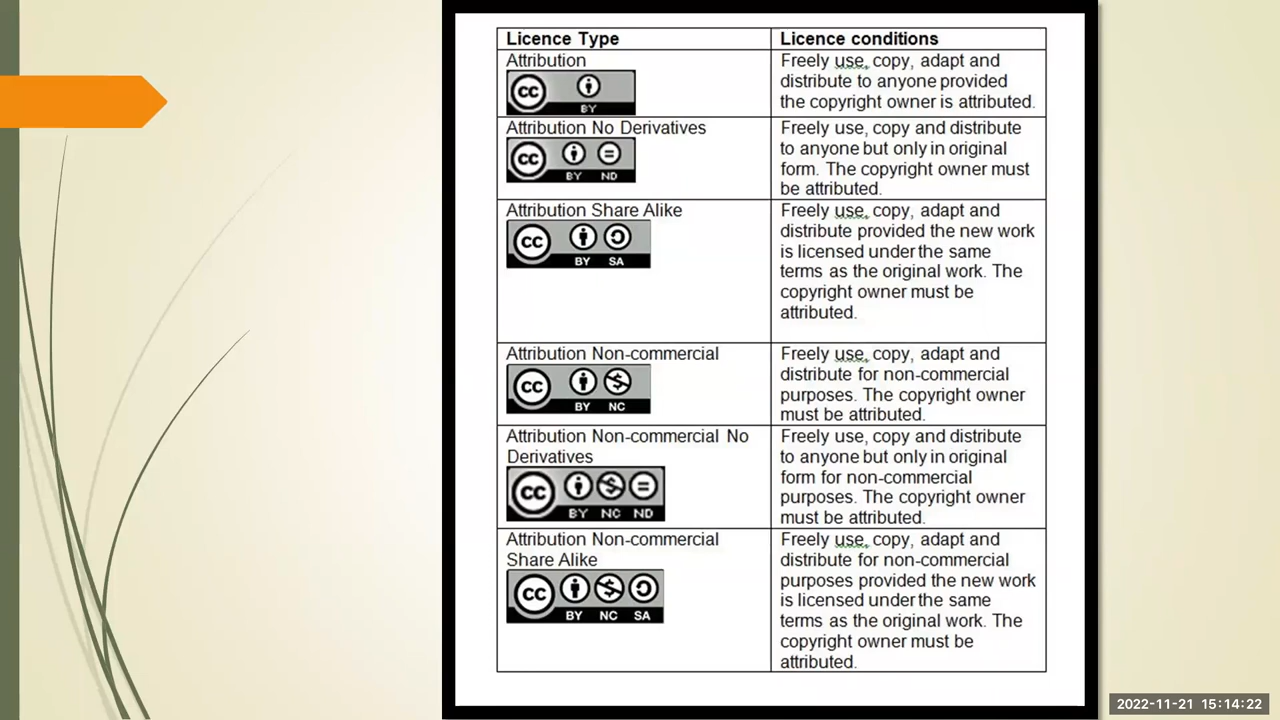 Licence Type
Licence conditions
Attribution
cc
BY
Freely use, copy, adapt and
distribute to anyone provided
the copyright owner is attributed.
Attribution No Derivatives
cc
BY ND
Freely use, copy and distribute
to anyone but only in original
form. The copyright owner must
be attributed.
Attribution Share Alike
cc
BY SA
Freely use, copy, adapt and
distribute provided the new work
is licensed under the same
terms as the original work. The
copyright owner must be
attributed.
Attribution Non-commercial
cc
BY NC
Freely use, copy, adapt and
distribute for non-commercial
purposes. The copyright owner
must be attributed.
Attribution Non-commercial No
Derivatives
cc
BY NC ND
Freely use, copy and distribute
to anyone but only in original
form for non-commercial
purposes. The copyright owner
must be attributed.
Attribution Non-commercial
Share Alike
cc
BY NC SA
Freely use, copy, adapt and
distribute for non-commercial
purposes provided the new work
is licensed under the same
terms as the original work. The
copyright owner must be
attributed.
2022-11-21 15:14:22